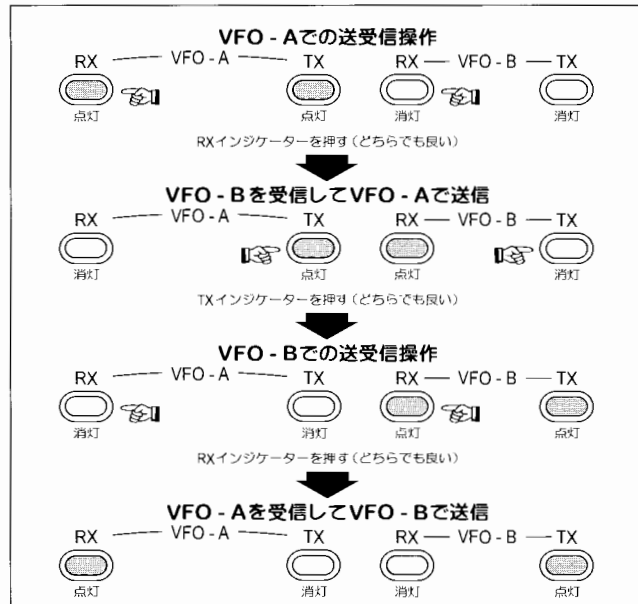 VFO - Aでの送受信操作
RX VFO - A TX RX VFO - B TX
点灯 点灯 消灯 消灯
RXインジケーターを押す(どちらでも良い)
VFO - Bを受信してVFO - Aで送信
RX VFO - A TX RX VFO - B TX
消灯 点灯 点灯 消灯
TXインジケーターを押す(どちらでも良い)
VFO - Bでの送受信操作
RX VFO - A TX RX VFO - B TX
消灯 消灯 点灯 点灯
RXインジケーターを押す(どちらでも良い)
VFO - Aを受信してVFO - Bで送信
RX VFO - A TX RX VFO - B TX
点灯 消灯 消灯 点灯